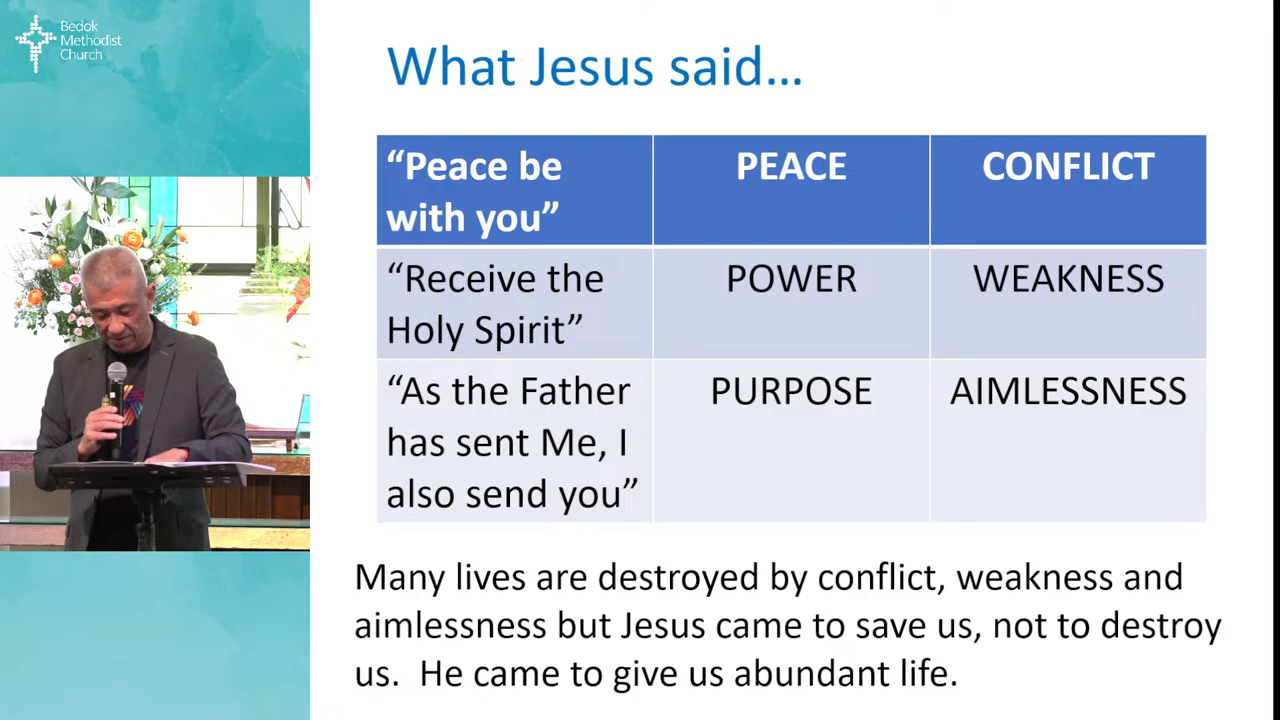 Bedok
Methodist
Church
What Jesus said...
“Peace be
with you”
PEACE
CONFLICT
“Receive the
Holy Spirit”
POWER
WEAKNESS
“As the Father
has sent Me, I
also send you”
PURPOSE
AIMLESSNESS
Many lives are destroyed by conflict, weakness and
aimlessness but Jesus came to save us, not to destroy
us.  He came to give us abundant life.